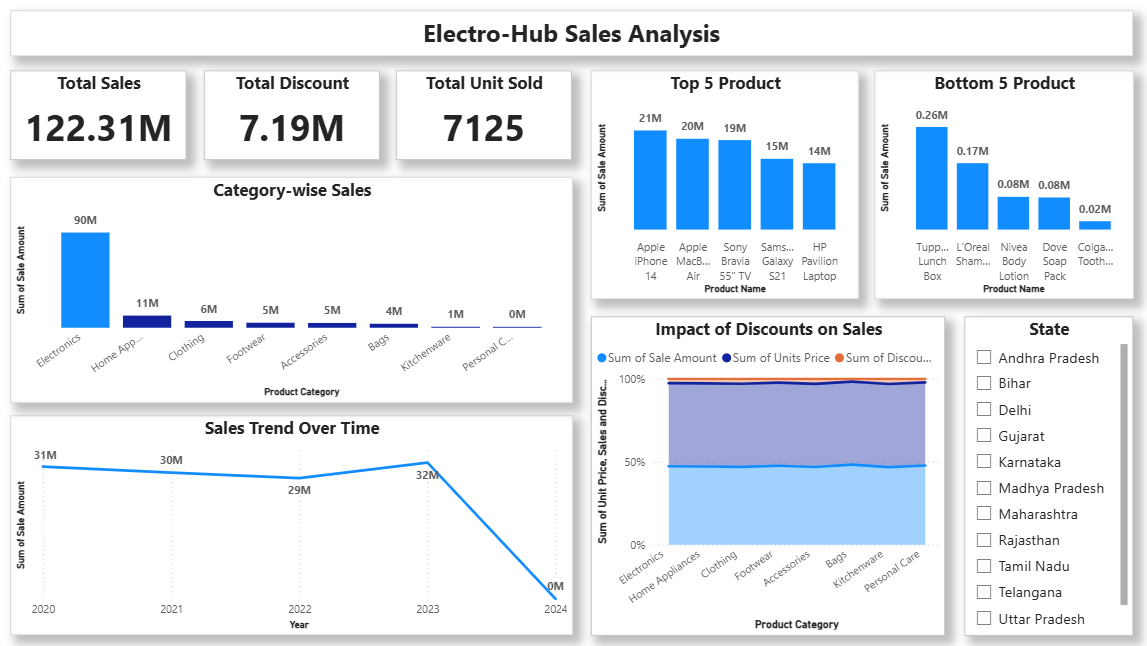 Electro-Hub Sales Analysis
Total Sales
122.31M
Total Discount
7.19M
Total Unit Sold
7125
Category-wise Sales
Sum of Sale Amount
90M
11M
6M
5M
5M
4M
1M
0M
Electronics
Home App...
Clothing
Footwear
Accessories
Bags
Kitchenware
Personal C...
Product Category
Sales Trend Over Time
Sum of Sale Amount
31M
30M
29M
32M
0M
2020
2021
2022
2023
2024
Year
Top 5 Product
Sum of Sale Amount
21M
20M
19M
15M
14M
Apple
iPhone
14
Apple
MacB...
Air
Sony
Bravia
55" TV
Sams...
Galaxy
S21
HP
Pavilion
Laptop
Product Name
Bottom 5 Product
Sum of Sale Amount
0.26M
0.17M
0.08M
0.08M
0.02M
Tupp...
Lunch
Box
L'Oreal
Sham...
Nivea
Body
Lotion
Dove
Soap
Pack
Colga...
Tooth...
Product Name
Impact of Discounts on Sales
Sum of Sale Amount
Sum of Units Price
Sum of Discou...
Sum of Unit Price, Sales and Disc...
100%
50%
0%
Electronics
Home Appliances
Clothing
Footwear
Accessories
Bags
Kitchenware
Personal Care
Product Category
State
Andhra Pradesh
Bihar
Delhi
Gujarat
Karnataka
Madhya Pradesh
Maharashtra
Rajasthan
Tamil Nadu
Telangana
Uttar Pradesh